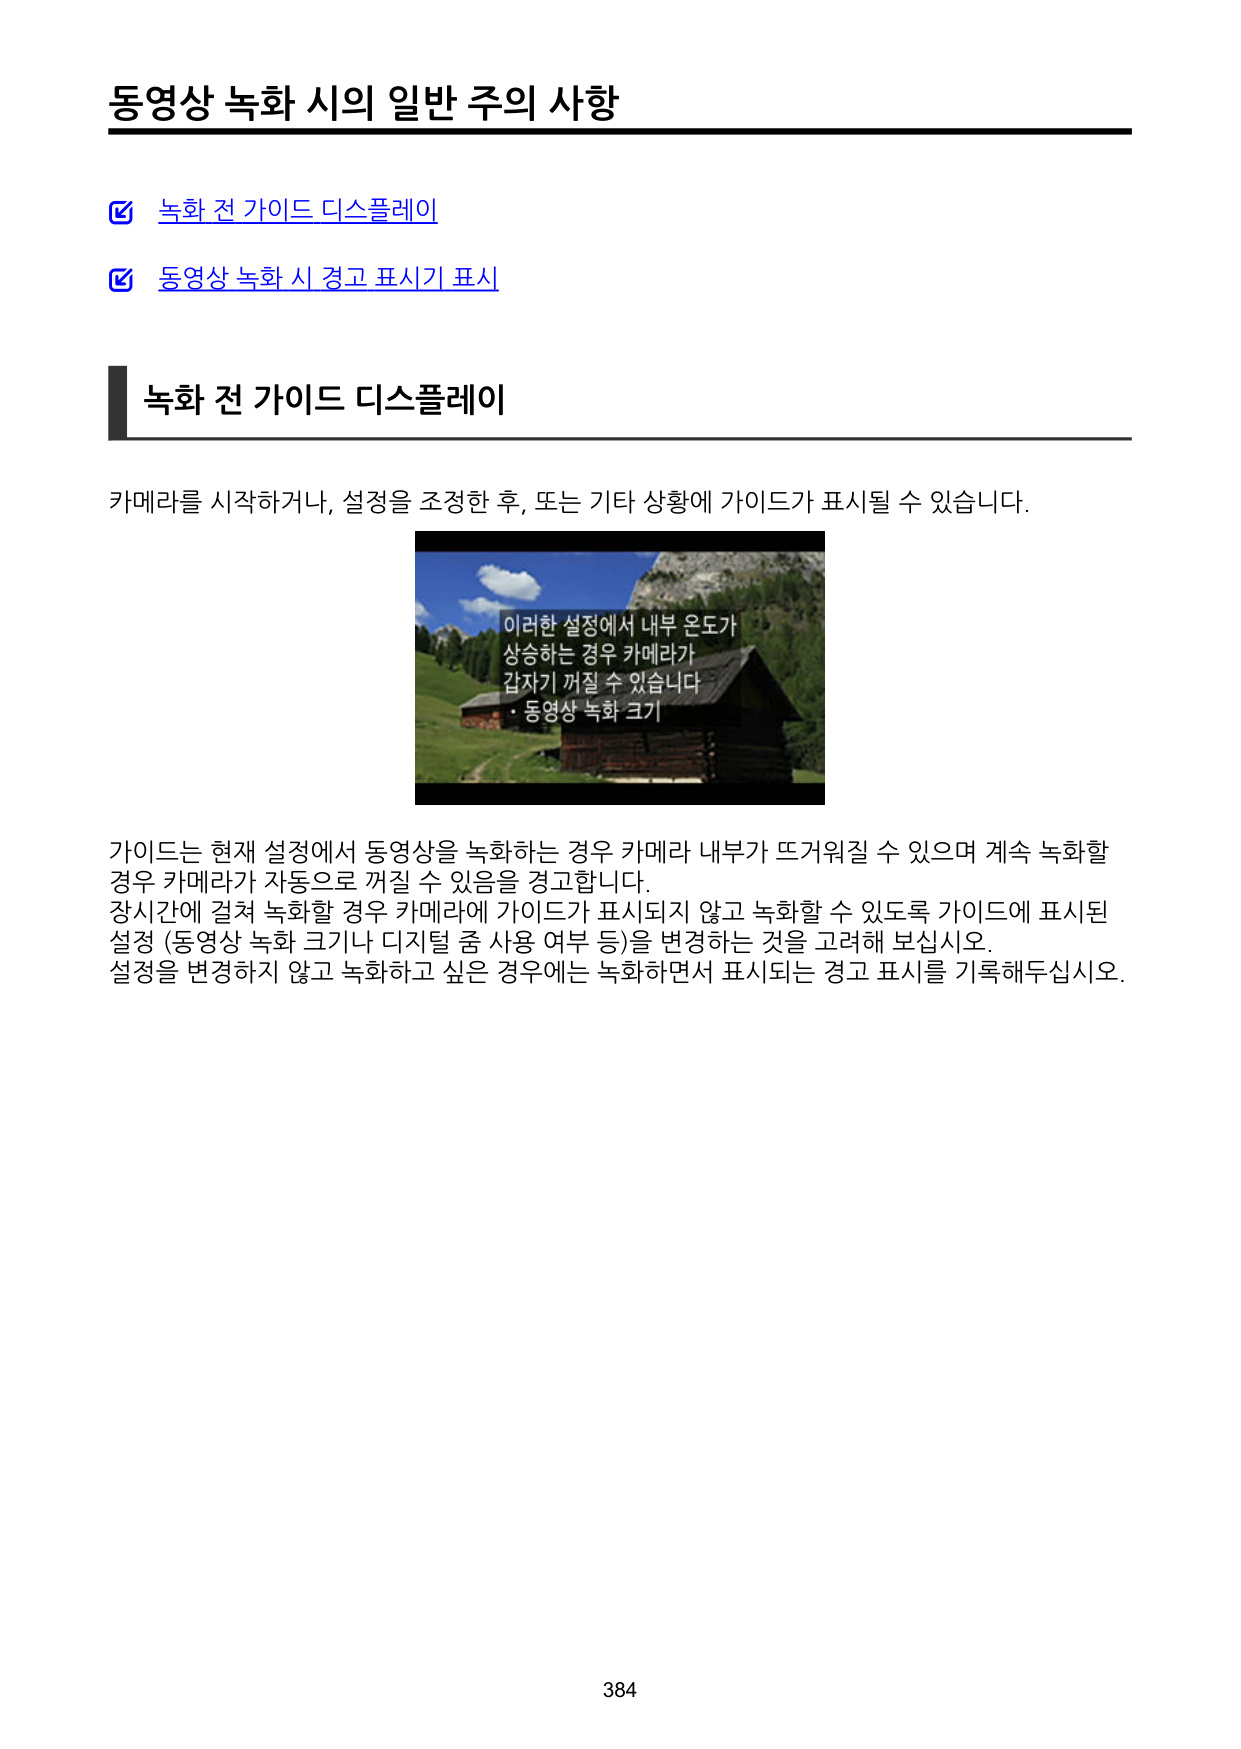 동영상 녹화 시의 일반 주의 사항
녹화 전 가이드 디스플레이
동영상 녹화 시 경고 표시기 표시
녹화 전 가이드 디스플레이
카메라를 시작하거나, 설정을 조정한 후, 또는 기타 상황에 가이드가 표시될 수 있습니다.
이러한 설정에서 내부 온도가
상승하는 경우 카메라가
갑자기 꺼질 수 있습니다
・동영상 녹화 크기
가이드는 현재 설정에서 동영상을 녹화하는 경우 카메라 내부가 뜨거워질 수 있으며 계속 녹화할
경우 카메라가 자동으로 꺼질 수 있음을 경고합니다.
장시간에 걸쳐 녹화할 경우 카메라에 가이드가 표시되지 않고 녹화할 수 있도록 가이드에 표시된
설정 (동영상 녹화 크기나 디지털 줌 사용 여부 등)을 변경하는 것을 고려해 보십시오.
설정을 변경하지 않고 녹화하고 싶은 경우에는 녹화하면서 표시되는 경고 표시를 기록해두십시오.
384